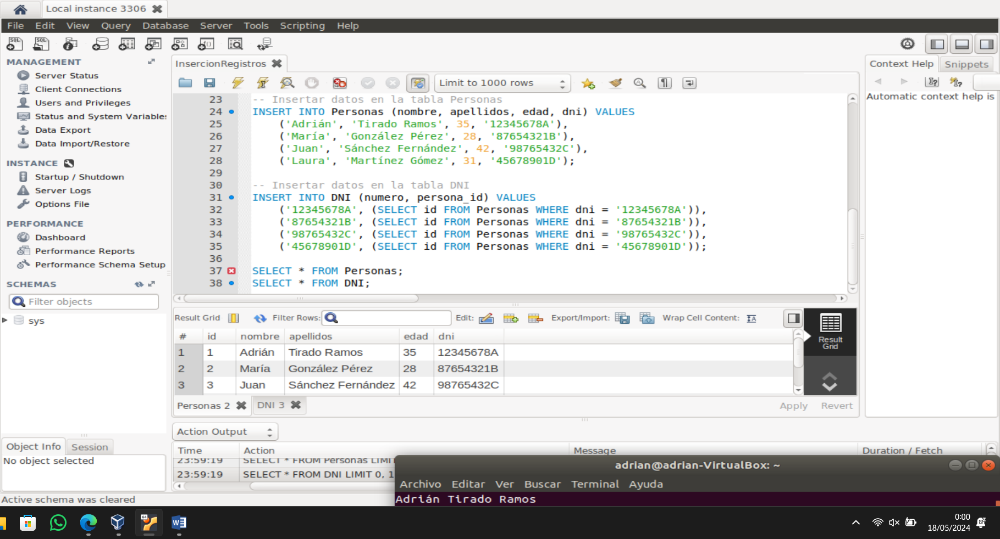 Local instance 3306
File Edit View Query Database Server Tools Scripting Help
MANAGEMENT
Server Status
Client Connections
Users and Privileges
Status and System Variables
Data Export
Data Import/Restore
INSTANCE
Startup / Shutdown
Server Logs
Options File
PERFORMANCE
Dashboard
Performance Reports
Performance Schema Setup
SCHEMAS
Filter objects
sys
Object Info Session
No object selected
Active schema was cleared
InsercionRegistros
Limit to 1000 rows
23 -- Insertar datos en la tabla Personas
24 INSERT INTO Personas (nombre, apellidos, edad, dni) VALUES
25 ('Adrián', 'Tirado Ramos', 35, '12345678A'),
26 ('María', 'González Pérez', 28, '87654321B'),
27 ('Juan', 'Sánchez Fernández', 42, '98765432C'),
28 ('Laura', 'Martínez Gómez', 31, '45678901D');
29
30 -- Insertar datos en la tabla DNI
31 INSERT INTO DNI (numero, persona_id) VALUES
32 ('12345678A', (SELECT id FROM Personas WHERE dni = '12345678A')),
33 ('87654321B', (SELECT id FROM Personas WHERE dni = '87654321B')),
34 ('98765432C', (SELECT id FROM Personas WHERE dni = '98765432C')),
35 ('45678901D', (SELECT id FROM Personas WHERE dni = '45678901D'));
36
37 SELECT * FROM Personas;
38 SELECT * FROM DNI;
Result Grid Filter Rows: Edit: Export/Import: Wrap Cell Content:
# id nombre apellidos edad dni
1 1 Adrián Tirado Ramos 35 12345678A
2 2 María González Pérez 28 87654321B
3 3 Juan Sánchez Fernández 42 98765432C
Result
Grid
Personas 2 DNI 3 Apply Revert
Action Output
Time Action Message Duration / Fetch
23:59:19 SELECT * FROM Personas LIMI
23:59:19 SELECT * FROM DNI LIMIT 0, 1
Context Help Snippets
Automatic context help is
adrian@adrian-VirtualBox: ~
Archivo Editar Ver Buscar Terminal Ayuda
Adrián Tirado Ramos
0:00
18/05/2024